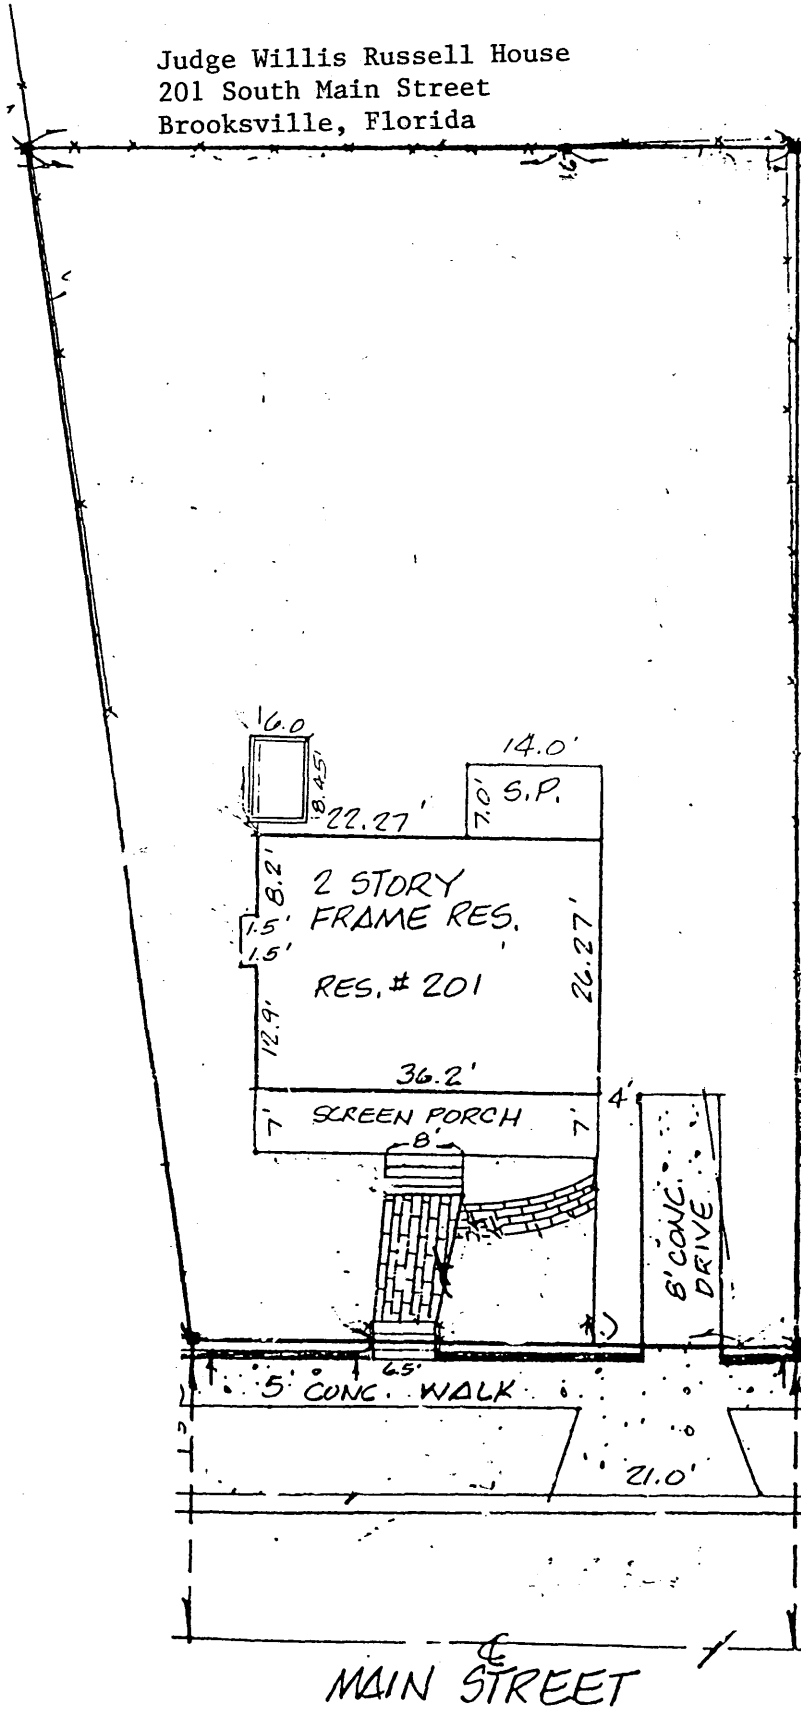 Judge Willis Russell House
201 South Main Street
Brooksville, Florida
6.0
8.45'
14.0'
7.0'
S.P.
22.27'
8.2'
2 STORY
FRAME RES.
1.5'
1.5'
26.27'
RES. # 201
12.9'
36.2'
4'
7'
SCREEN PORCH
7'
8'
8' CONC.
DRIVE
6.5'
5' CONC. WALK
21.0'
℄
MAIN STREET